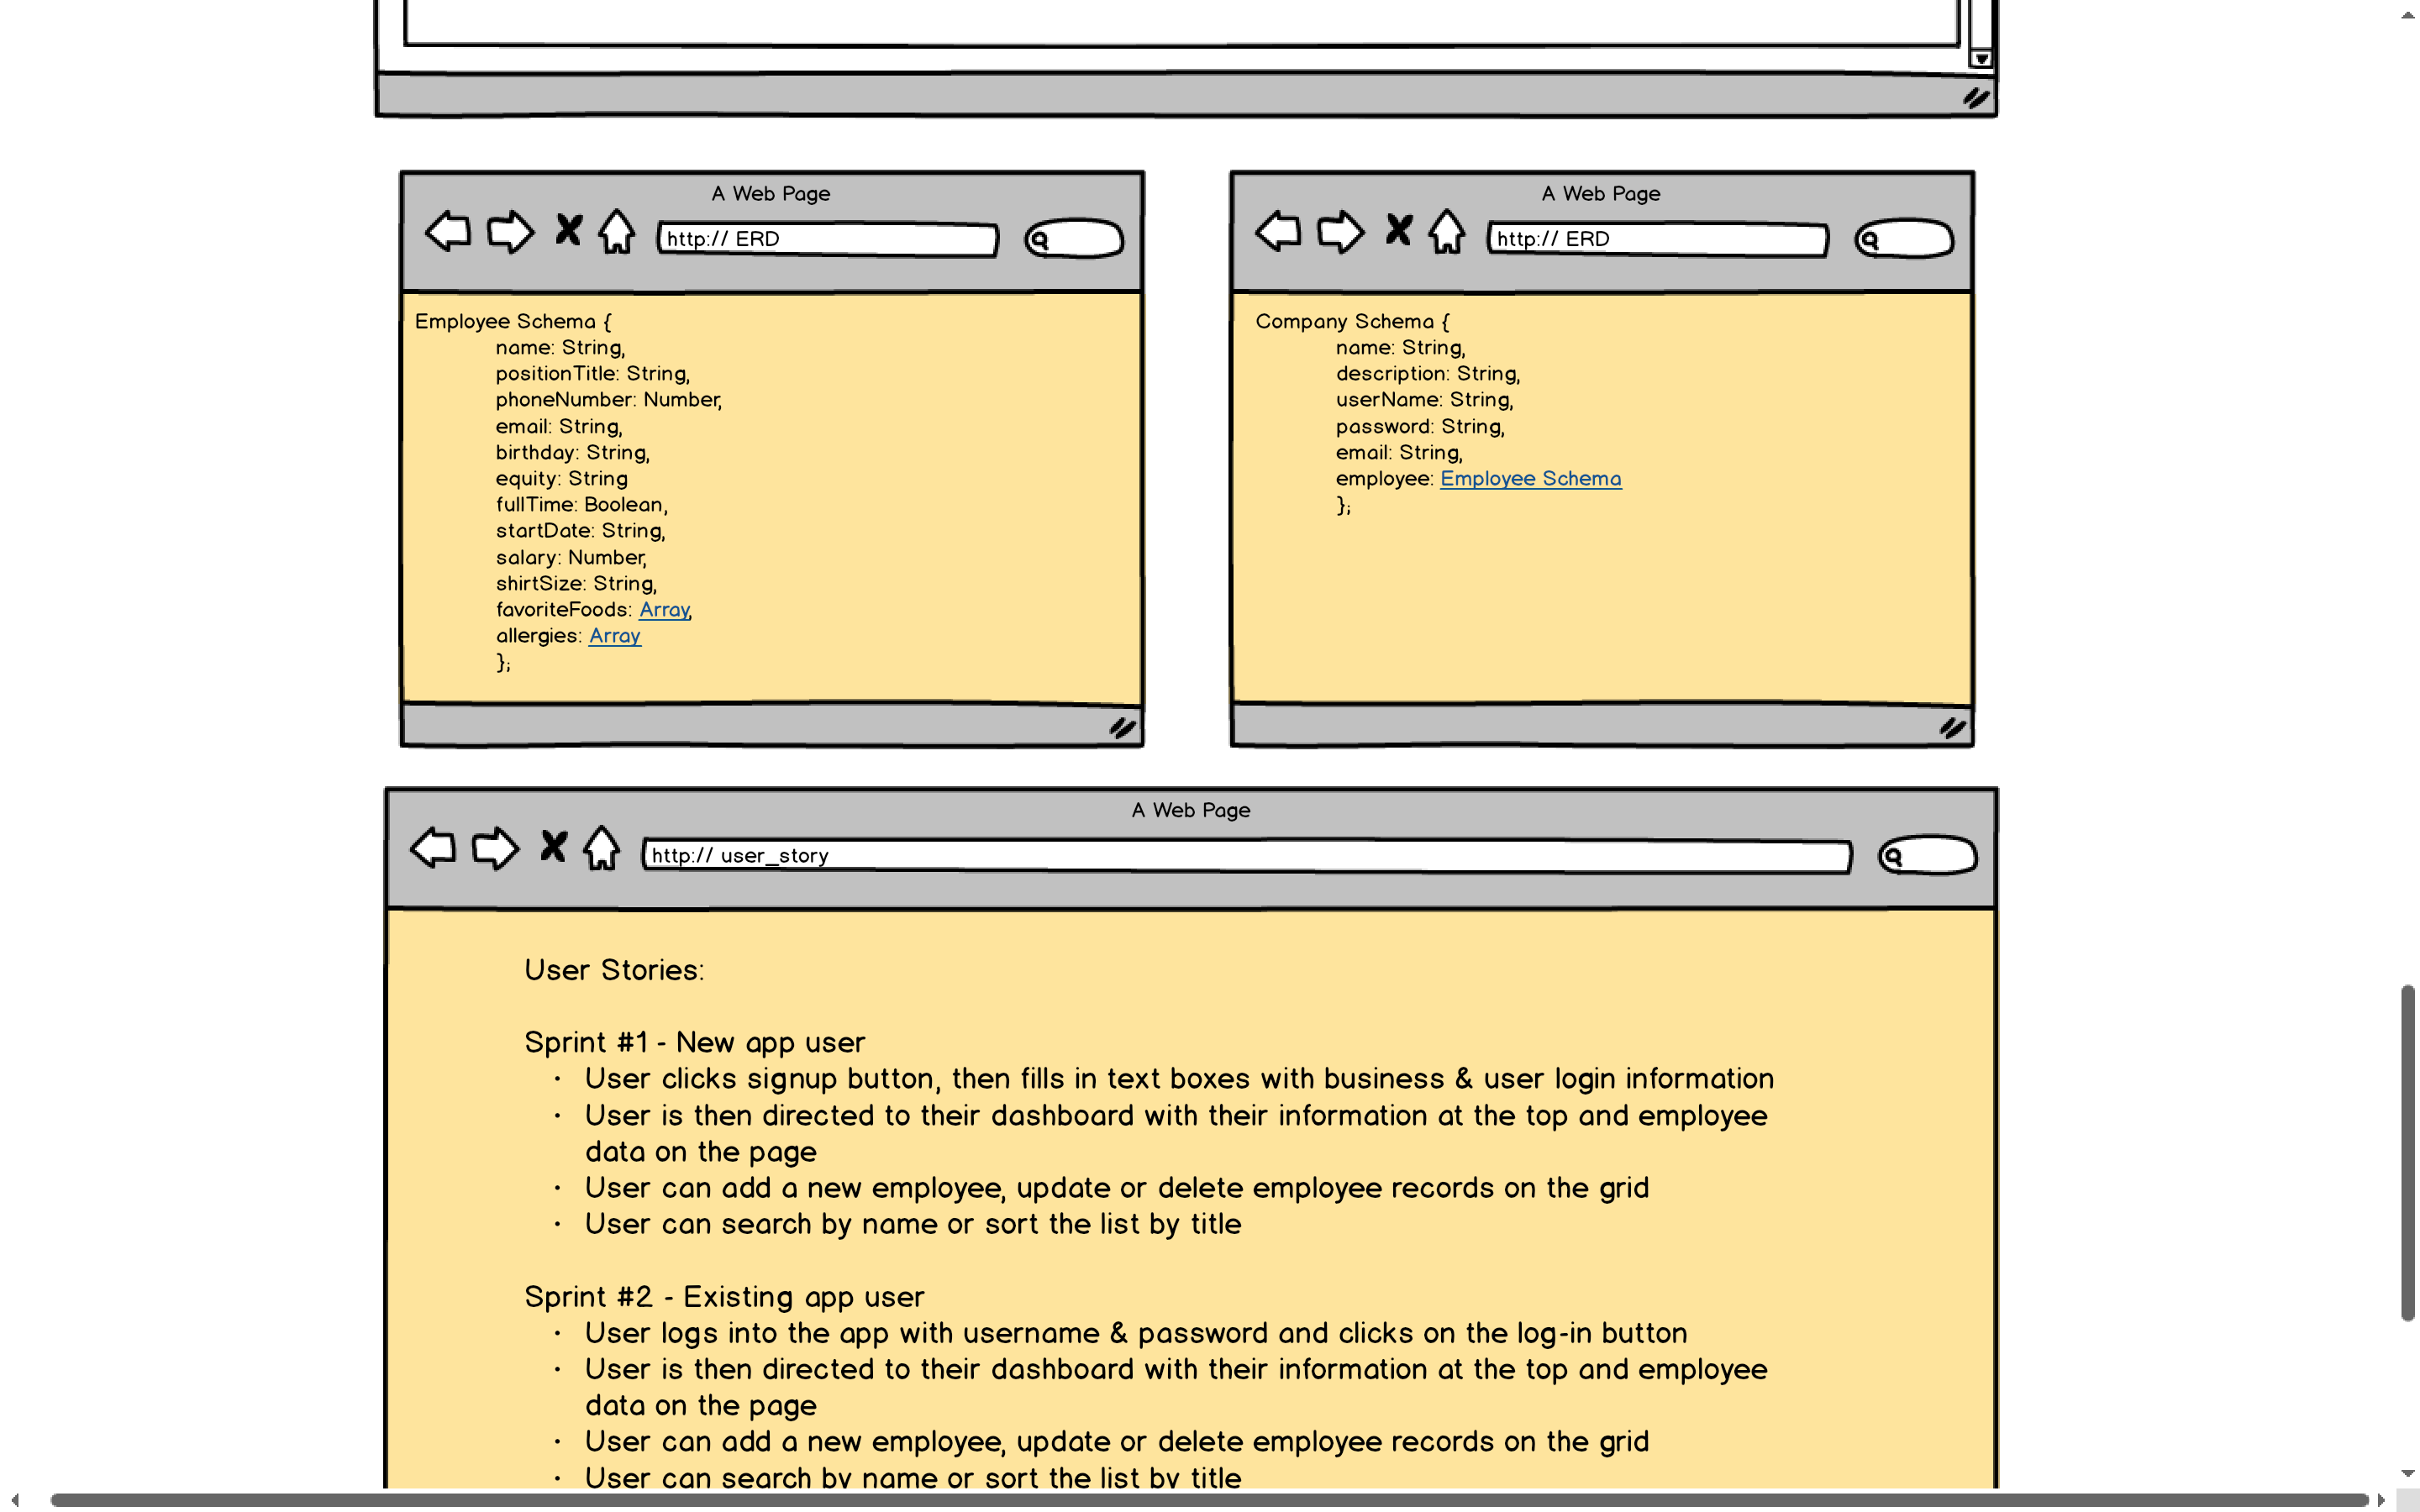 A Web Page
http:// ERD
Employee Schema {
name: String,
positionTitle: String,
phoneNumber: Number,
email: String,
birthday: String,
equity: String
fullTime: Boolean,
startDate: String,
salary: Number,
shirtSize: String,
favoriteFoods: Array,
allergies: Array
};
A Web Page
http:// ERD
Company Schema {
name: String,
description: String,
userName: String,
password: String,
email: String,
employee: Employee Schema
};
A Web Page
http:// user_story
User Stories:
Sprint #1 - New app user
· User clicks signup button, then fills in text boxes with business & user login information
· User is then directed to their dashboard with their information at the top and employee
data on the page
· User can add a new employee, update or delete employee records on the grid
· User can search by name or sort the list by title
Sprint #2 - Existing app user
· User logs into the app with username & password and clicks on the log-in button
· User is then directed to their dashboard with their information at the top and employee
data on the page
· User can add a new employee, update or delete employee records on the grid
· User can search by name or sort the list by title